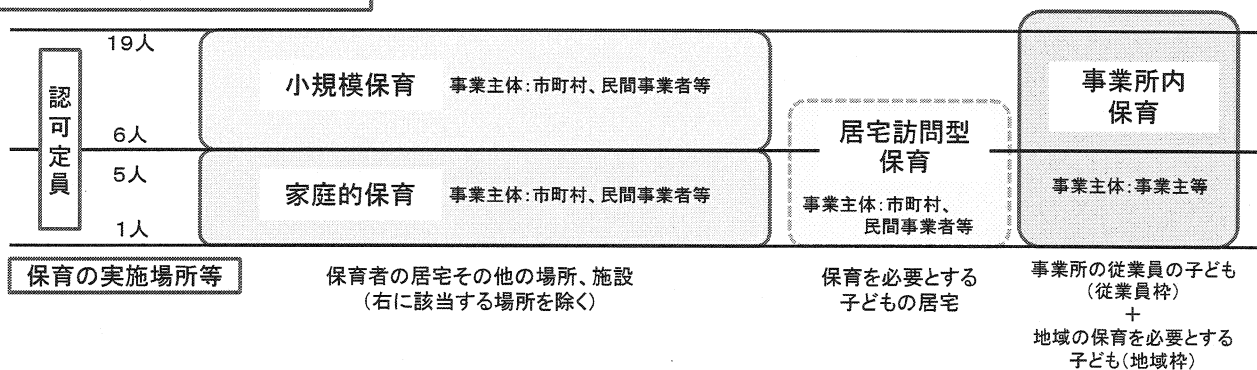 認可定員
19人
6人
5人
1人
小規模保育 事業主体:市町村、民間事業者等
家庭的保育 事業主体:市町村、民間事業者等
居宅訪問型
保育
事業主体:市町村、
民間事業者等
事業所内
保育
事業主体:事業主等
保育の実施場所等
保育者の居宅その他の場所、施設
(右に該当する場所を除く)
保育を必要とする
子どもの居宅
事業所の従業員の子ども
(従業員枠)
+
地域の保育を必要とする
子ども(地域枠)